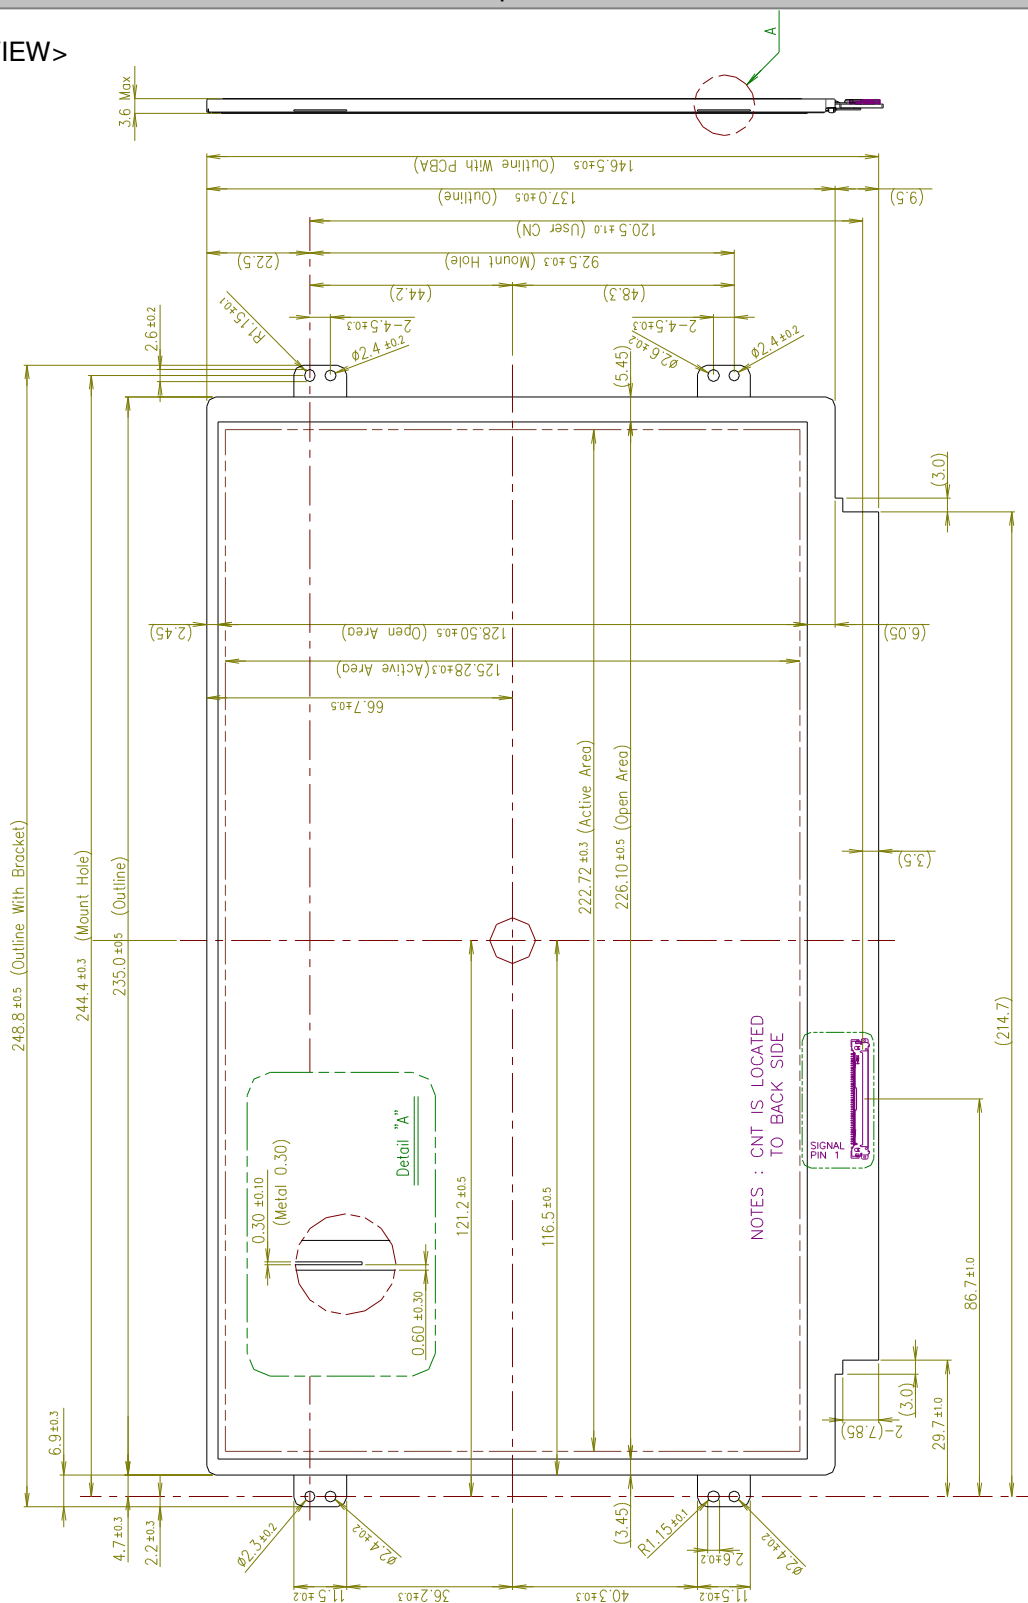 IEW>
A
3.6 Max
146.5±0.5 (Outline With PCBA)
137.0±0.5 (Outline)
(9.5)
120.5±1.0 (User CN)
(22.5)
92.5±0.3 (Mount Hole)
(44.2)
(48.3)
2.6±0.2
R1.15±0.1
2-4.5±0.3
ø2.4±0.2
2-4.5±0.3
ø2.6±0.2
ø2.4±0.2
(5.45)
(3.0)
(2.45)
128.50±0.5 (Open Area)
(6.05)
125.28±0.3(Active Area)
66.7±0.5
222.72±0.3 (Active Area)
226.10±0.5 (Open Area)
248.8±0.5 (Outline With Bracket)
244.4±0.3 (Mount Hole)
235.0±0.5 (Outline)
(3.5)
(214.7)
NOTES : CNT IS LOCATED
TO BACK SIDE
SIGNAL
PIN 1
Detail "A"
0.30 ±0.10
(Metal 0.30)
0.60±0.30
121.2±0.5
116.5±0.5
86.7±1.0
(3.0)
2-(7.85)
29.7±1.0
6.9±0.3
4.7±0.3
2.2±0.3
ø2.3±0.2
ø2.4±0.2
(3.45)
R1.15±0.1
2.6±0.2
ø2.4±0.2
11.5±0.2
36.2±0.3
40.3±0.3
11.5±0.2